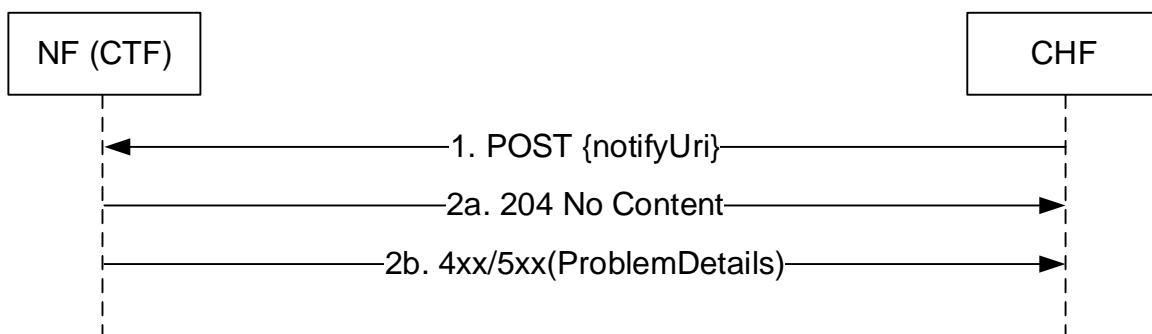 NF (CTF)
CHF
1. POST {notifyUri}
2a. 204 No Content
2b. 4xx/5xx(ProblemDetails)